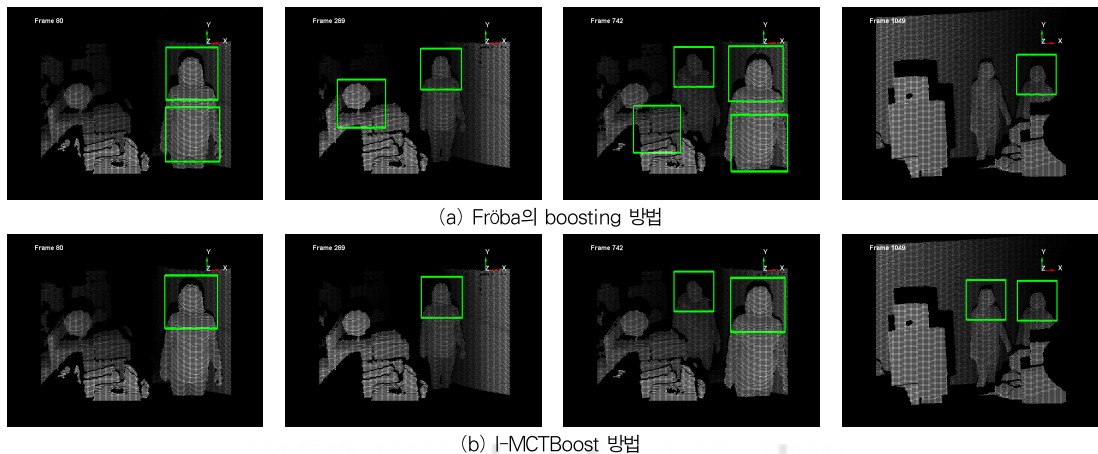 Frame 80
Y
Z X
Frame 289
Y
Z X
Frame 742
Y
Z X
Frame 1049
Y
Z X
(a) Fröba의 boosting 방법
Frame 80
Y
Z X
Frame 289
Y
Z X
Frame 742
Y
Z X
Frame 1049
Y
Z X
(b) I-MCTBoost 방법